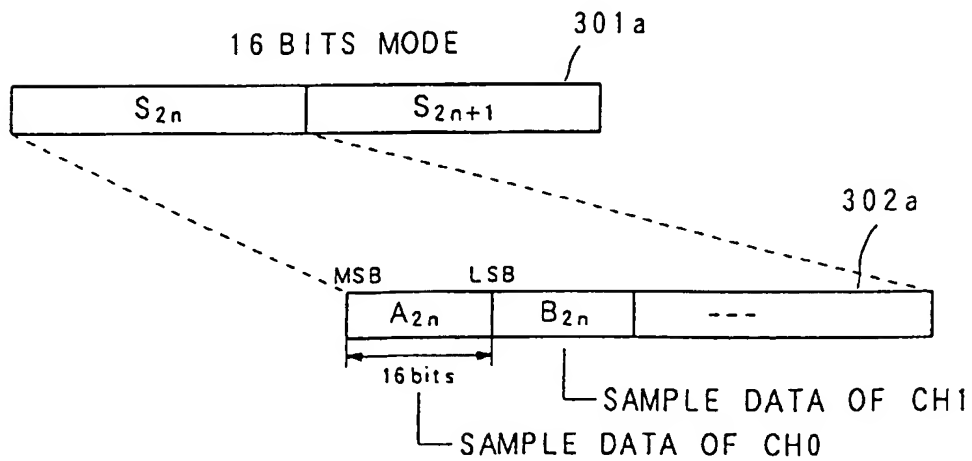 301a
16 BITS MODE
S2n S2n+1
302a
MSB LSB
A2n B2n ---
16bits
SAMPLE DATA OF CH1
SAMPLE DATA OF CH0